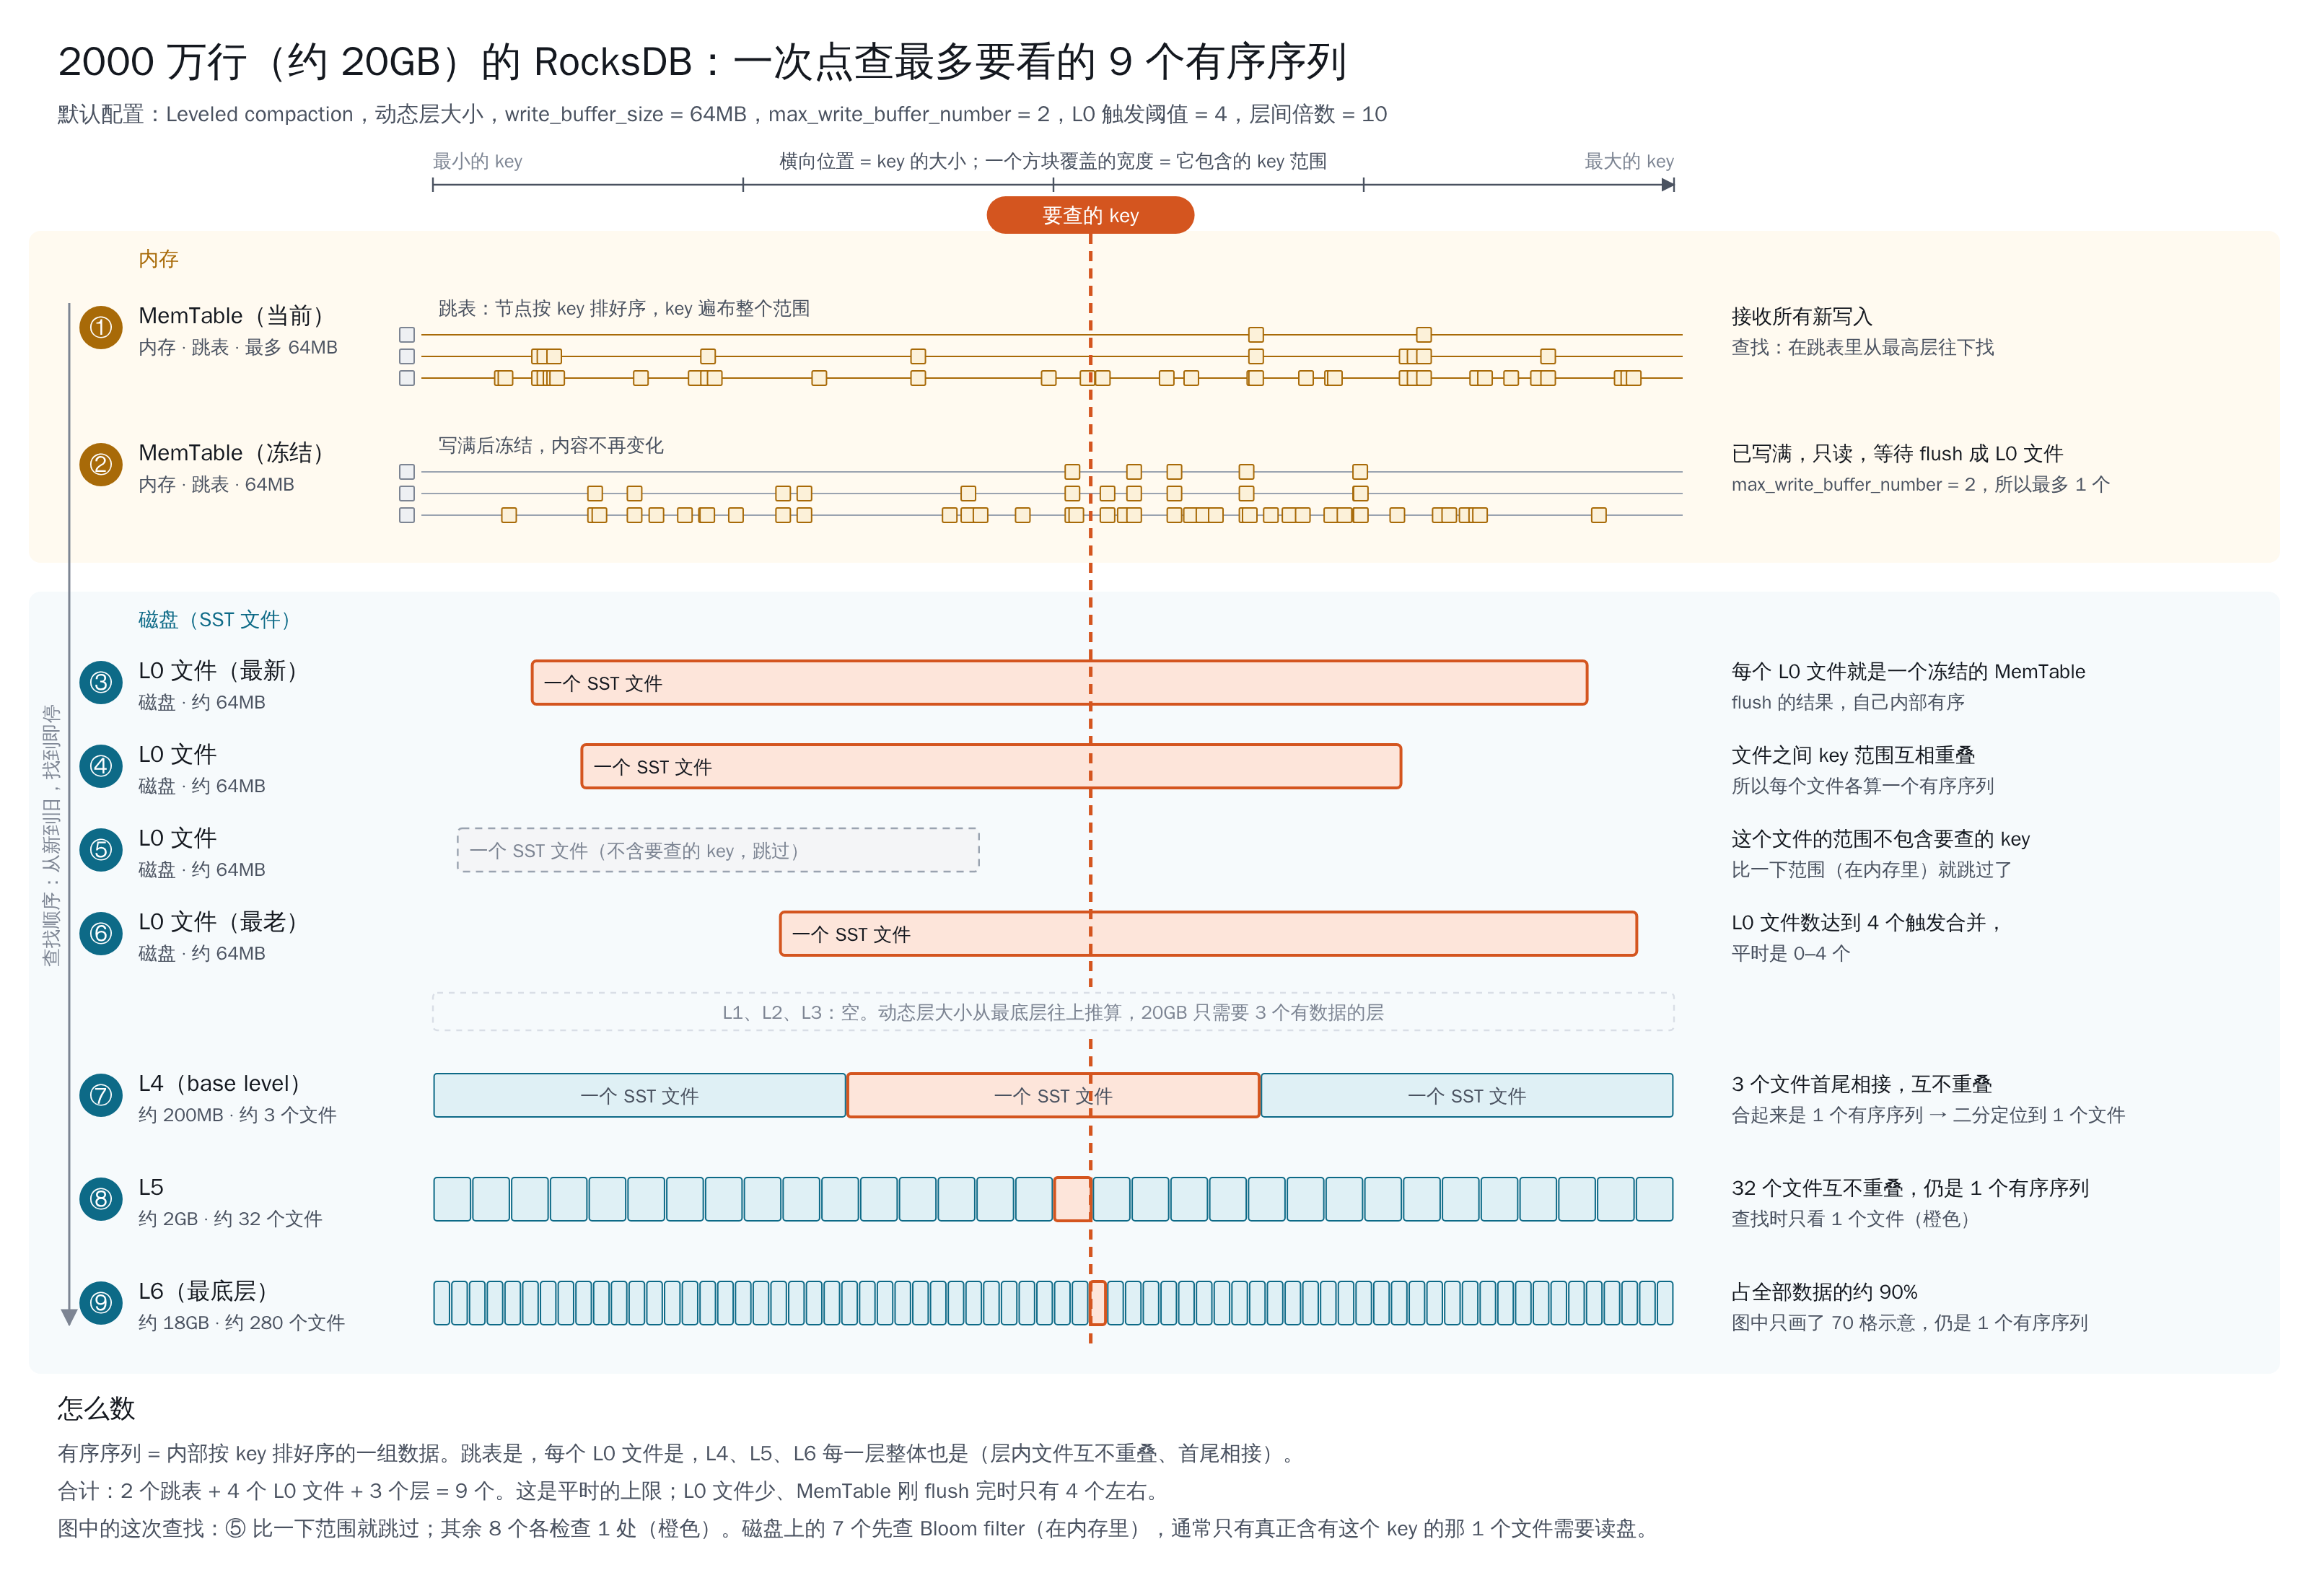 2000 万行（约 20GB）的 RocksDB：一次点查最多要看的 9 个有序序列
默认配置：Leveled compaction，动态层大小，write_buffer_size = 64MB，max_write_buffer_number = 2，L0 触发阈值 = 4，层间倍数 = 10
最小的 key
横向位置 = key 的大小；一个方块覆盖的宽度 = 它包含的 key 范围
最大的 key
要查的 key
内存
① MemTable（当前）
内存 · 跳表 · 最多 64MB
跳表：节点按 key 排好序，key 遍布整个范围
接收所有新写入
查找：在跳表里从最高层往下找
② MemTable（冻结）
内存 · 跳表 · 64MB
写满后冻结，内容不再变化
已写满，只读，等待 flush 成 L0 文件
max_write_buffer_number = 2，所以最多 1 个
查找顺序：从新到旧，找到即停
磁盘（SST 文件）
③ L0 文件（最新）
磁盘 · 约 64MB
一个 SST 文件
每个 L0 文件就是一个冻结的 MemTable
flush 的结果，自己内部有序
④ L0 文件
磁盘 · 约 64MB
一个 SST 文件
文件之间 key 范围互相重叠
所以每个文件各算一个有序序列
⑤ L0 文件
磁盘 · 约 64MB
一个 SST 文件（不含要查的 key，跳过）
这个文件的范围不包含要查的 key
比一下范围（在内存里）就跳过了
⑥ L0 文件（最老）
磁盘 · 约 64MB
一个 SST 文件
L0 文件数达到 4 个触发合并，
平时是 0–4 个
L1、L2、L3：空。动态层大小从最底层往上推算，20GB 只需要 3 个有数据的层
⑦ L4（base level）
约 200MB · 约 3 个文件
一个 SST 文件
一个 SST 文件
一个 SST 文件
3 个文件首尾相接，互不重叠
合起来是 1 个有序序列 → 二分定位到 1 个文件
⑧ L5
约 2GB · 约 32 个文件
32 个文件互不重叠，仍是 1 个有序序列
查找时只看 1 个文件（橙色）
⑨ L6（最底层）
约 18GB · 约 280 个文件
占全部数据的约 90%
图中只画了 70 格示意，仍是 1 个有序序列
怎么数
有序序列 = 内部按 key 排好序的一组数据。跳表是，每个 L0 文件是，L4、L5、L6 每一层整体也是（层内文件互不重叠、首尾相接）。
合计：2 个跳表 + 4 个 L0 文件 + 3 个层 = 9 个。这是平时的上限；L0 文件少、MemTable 刚 flush 完时只有 4 个左右。
图中的这次查找：⑤ 比一下范围就跳过；其余 8 个各检查 1 处（橙色）。磁盘上的 7 个先查 Bloom filter（在内存里），通常只有真正含有这个 key 的那 1 个文件需要读盘。